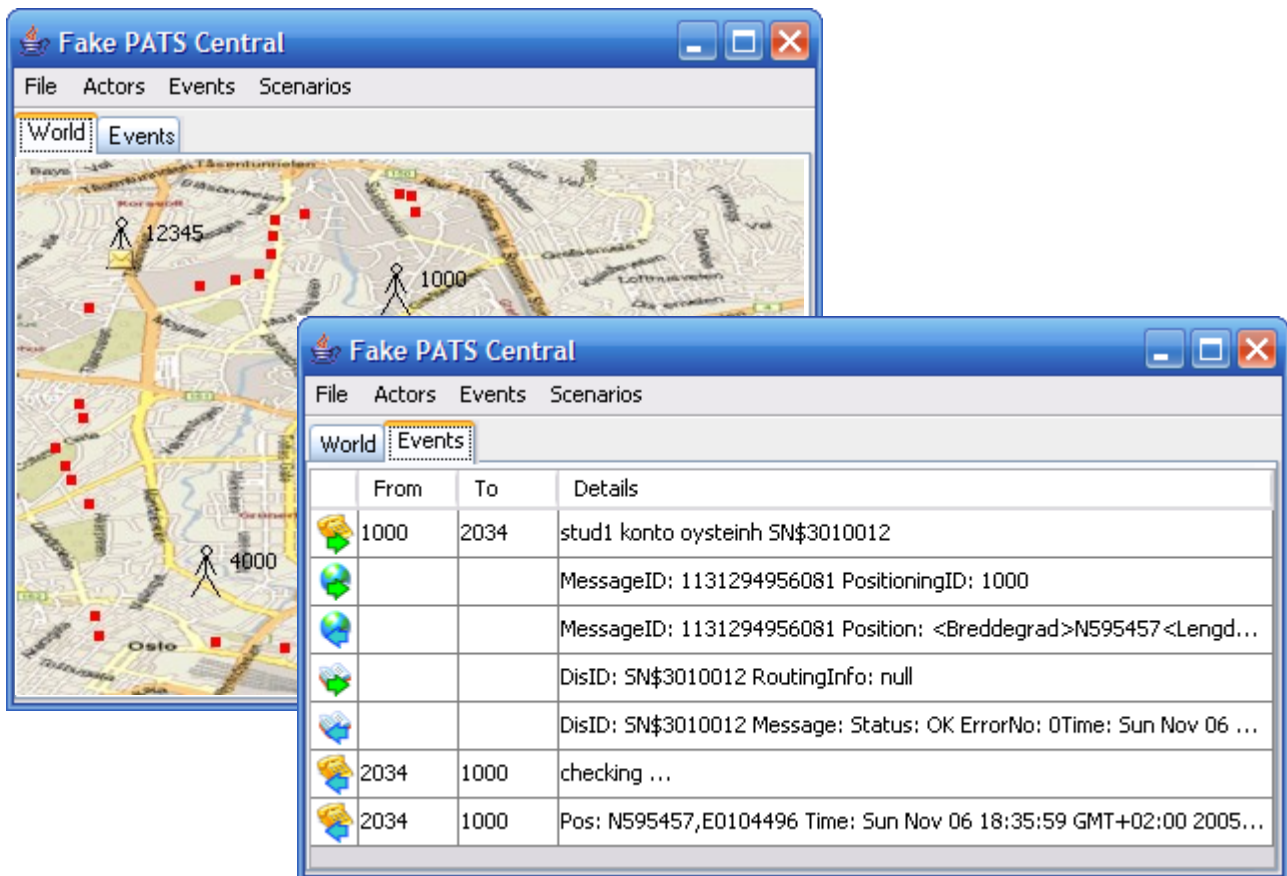 Fake PATS Central
File Actors Events Scenarios
World Events
Tåsentunnelen
12345
1000
4000
Oslo
Fake PATS Central
File Actors Events Scenarios
World Events
From To Details
1000 2034 stud1 konto oysteinh SN$3010012
MessageID: 1131294956081 PositioningID: 1000
MessageID: 1131294956081 Position: <Breddegrad>N595457<Lengd...
DisID: SN$3010012 RoutingInfo: null
DisID: SN$3010012 Message: Status: OK ErrorNo: 0Time: Sun Nov 06 ...
2034 1000 checking ...
2034 1000 Pos: N595457,E0104496 Time: Sun Nov 06 18:35:59 GMT+02:00 2005...